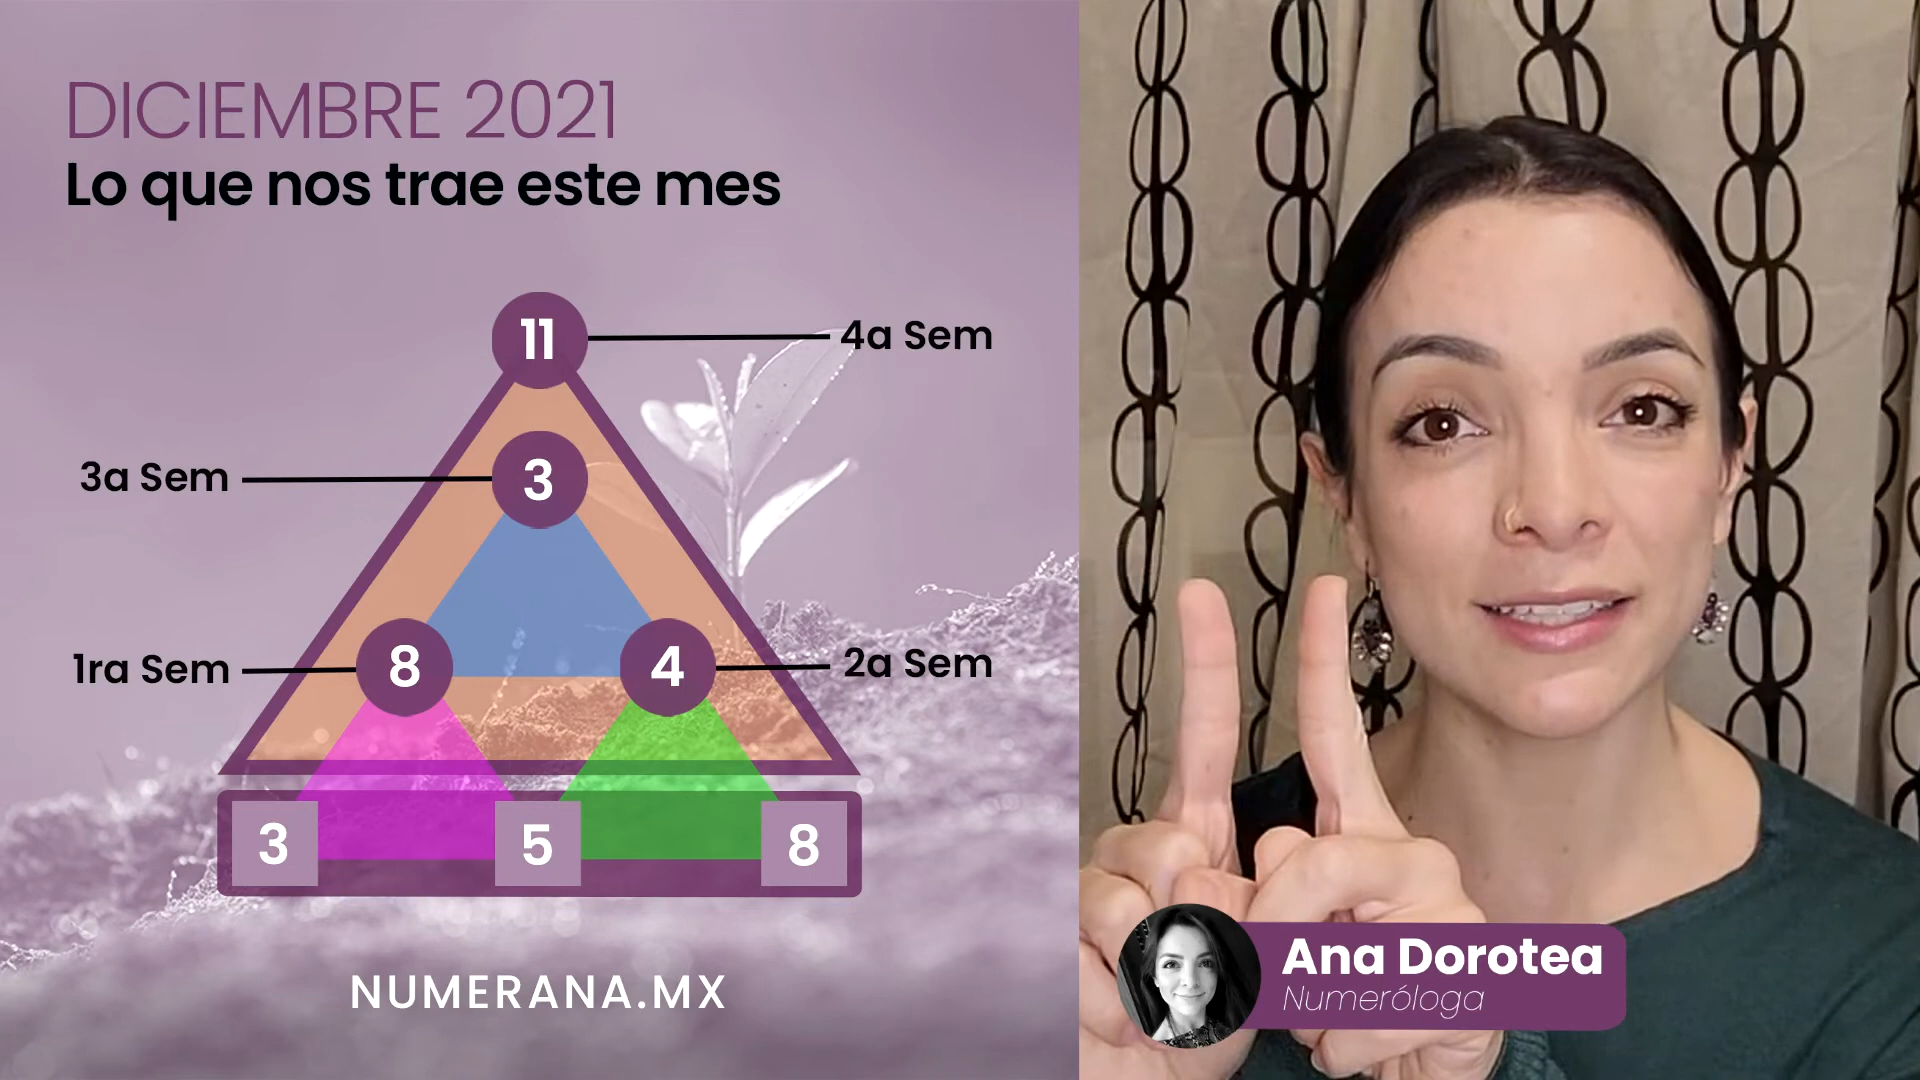 DICIEMBRE 2021
Lo que nos trae este mes
11
4a Sem
3a Sem
3
1ra Sem
8
4
2a Sem
3
5
8
NUMERANA.MX
Ana Dorotea
Numeróloga